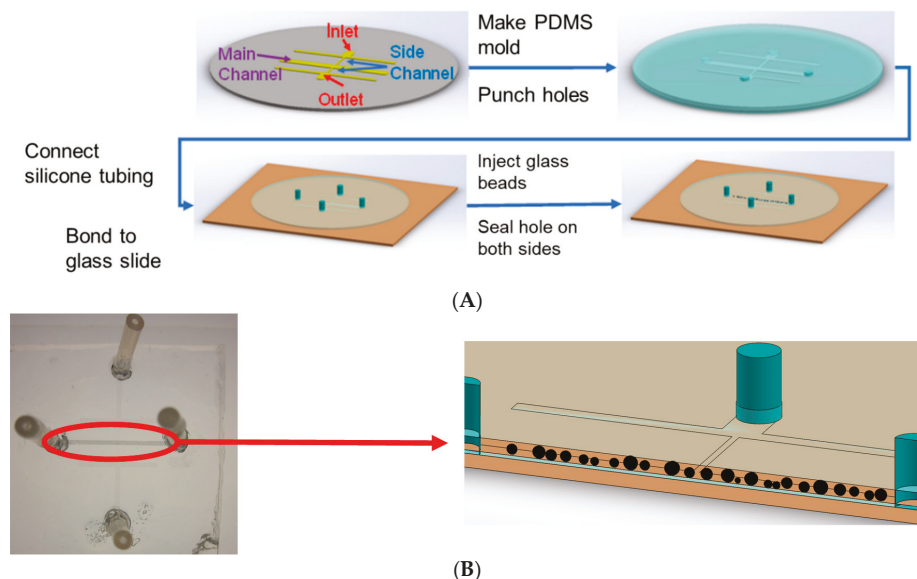 Inlet
Main
Channel
Side
Channel
Outlet
Make PDMS
mold
Punch holes
Connect
silicone tubing
Bond to
glass slide
Inject glass
beads
Seal hole on
both sides
(A)
(B)